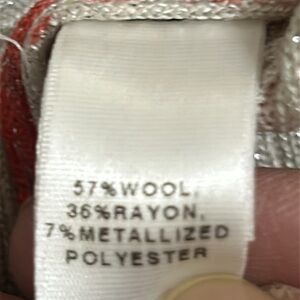 57%WOOL,
36%RAYON,
7%METALLIZED
POLYESTER